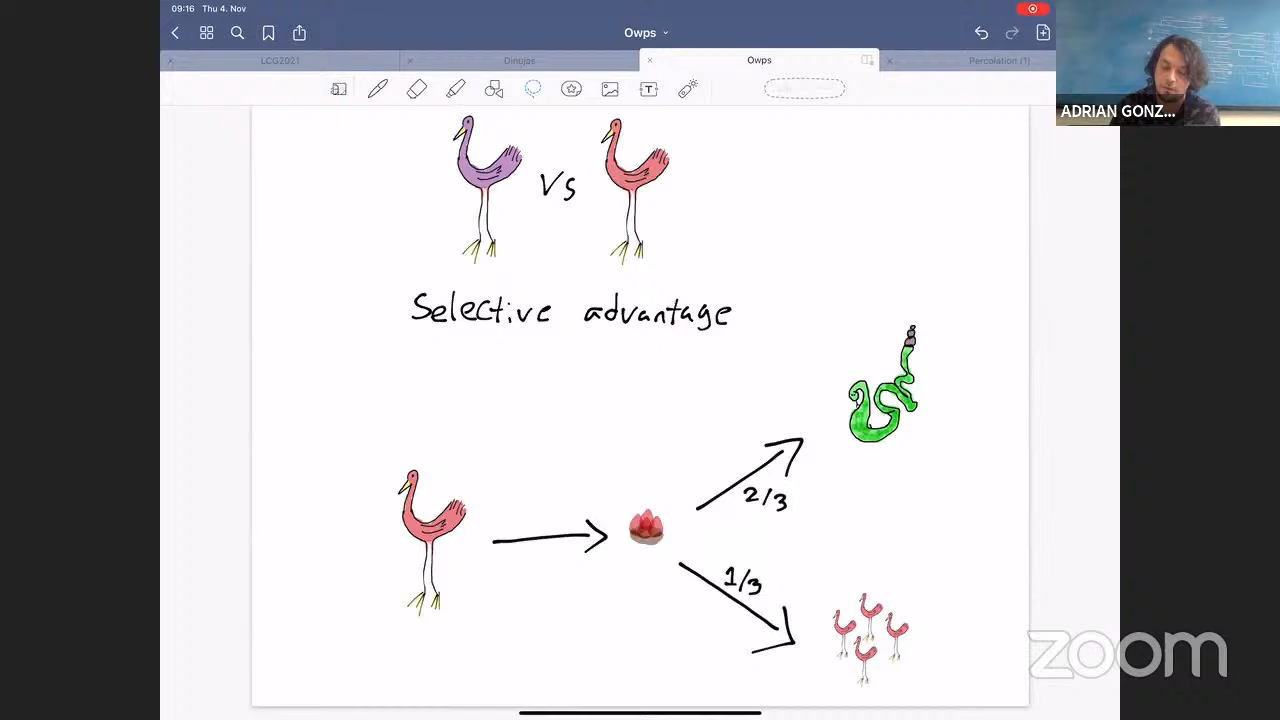 09:16 Thu 4. Nov
Owps
LCG2021
Dinujos
Owps
Percolation (1)
T
ADRIAN GONZ...
Vs
Selective advantage
2/3
1/3
zoom